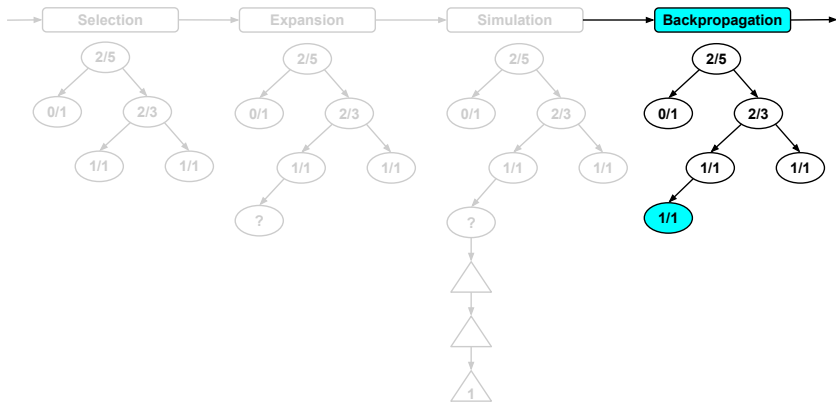 Selection Expansion Simulation Backpropagation
2/5 2/5 2/5 2/5
0/1 2/3 0/1 2/3 0/1 2/3 0/1 2/3
1/1 1/1 1/1 1/1 1/1 1/1 1/1 1/1
? ? 1/1
1